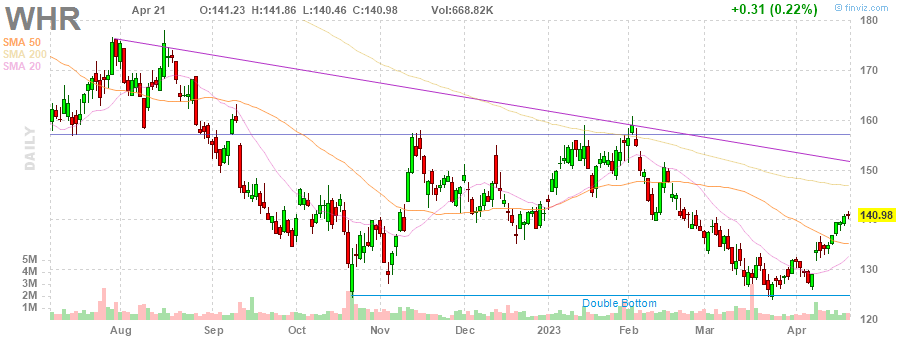 WHR Apr 21 O:141.23 H:141.86 L:140.46 C:140.98 Vol:668.82K +0.31 (0.22%)
© finviz.com
SMA 50
SMA 200
SMA 20
DAILY
180
170
160
150
140
140.98
130
120
5M
4M
3M
2M
1M
Double Bottom
Aug Sep Oct Nov Dec 2023 Feb Mar Apr